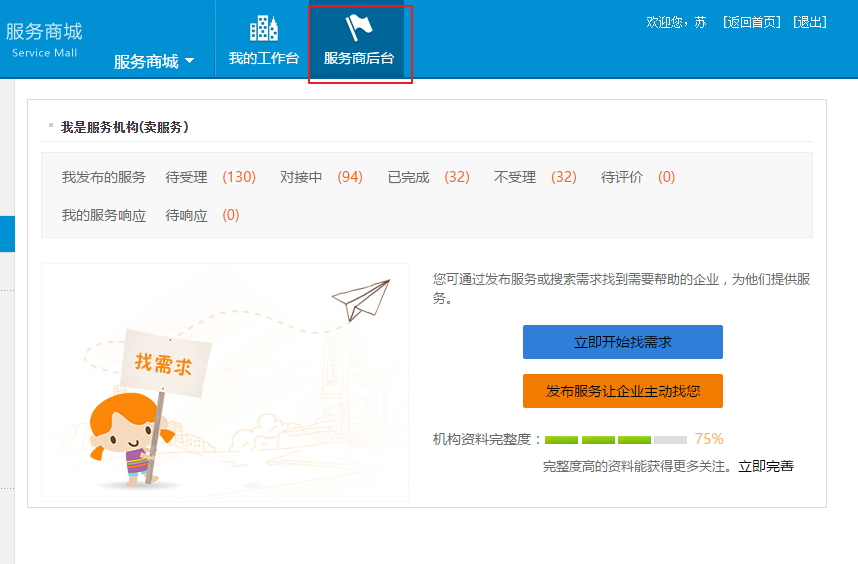 服务商城
Service Mall
服务商城
我的工作台
服务商后台
欢迎您，苏 [返回首页] [退出]
我是服务机构(卖服务)
我发布的服务 待受理 (130) 对接中 (94) 已完成 (32) 不受理 (32) 待评价 (0)
我的服务响应 待响应 (0)
找需求
您可通过发布服务或搜索需求找到需要帮助的企业，为他们提供服
务。
立即开始找需求
发布服务让企业主动找您
机构资料完整度： 75%
完整度高的资料能获得更多关注。立即完善